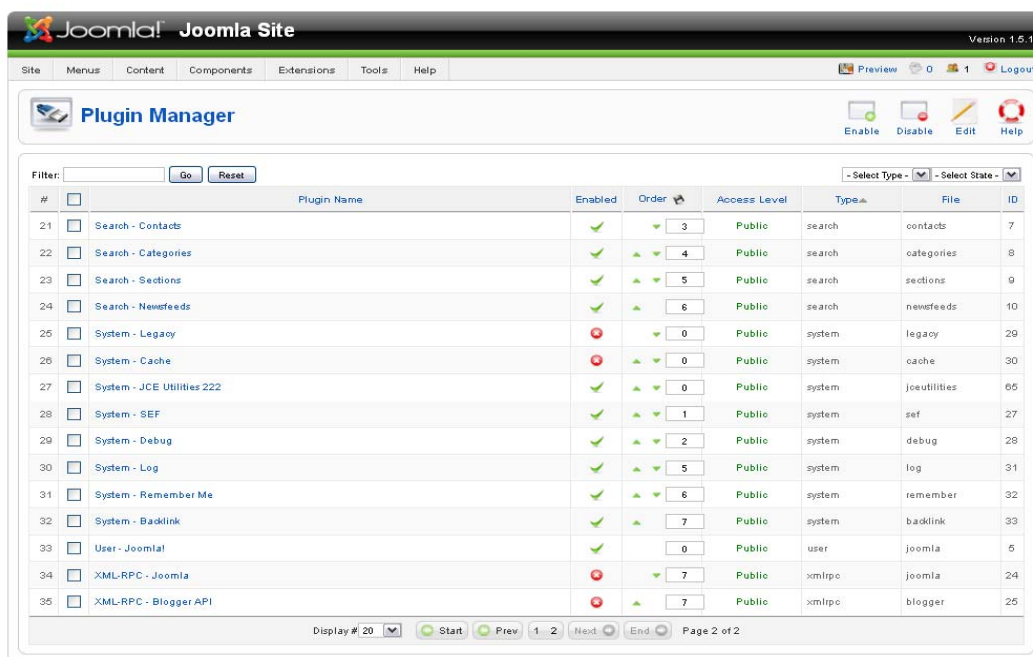 Joomla! Joomla Site
Version 1.5.1
Site Menus Content Components Extensions Tools Help Preview 0 1 Logout
Plugin Manager
Enable Disable Edit Help
Filter: Go Reset - Select Type - - Select State -
# Plugin Name Enabled Order Access Level Type File ID
21 Search - Contacts 3 Public search contacts 7
22 Search - Categories 4 Public search categories 8
23 Search - Sections 5 Public search sections 9
24 Search - Newsfeeds 6 Public search newsfeeds 10
25 System - Legacy 0 Public system legacy 29
26 System - Cache 0 Public system cache 30
27 System - JCE Utilities 222 0 Public system jceutilities 65
28 System - SEF 1 Public system sef 27
29 System - Debug 2 Public system debug 28
30 System - Log 5 Public system log 31
31 System - Remember Me 6 Public system remember 32
32 System - Backlink 7 Public system backlink 33
33 User - Joomla! 0 Public user joomla 5
34 XML-RPC - Joomla 7 Public xmlrpc joomla 24
35 XML-RPC - Blogger API 7 Public xmlrpc blogger 25
Display # 20 Start Prev 1 2 Next End Page 2 of 2